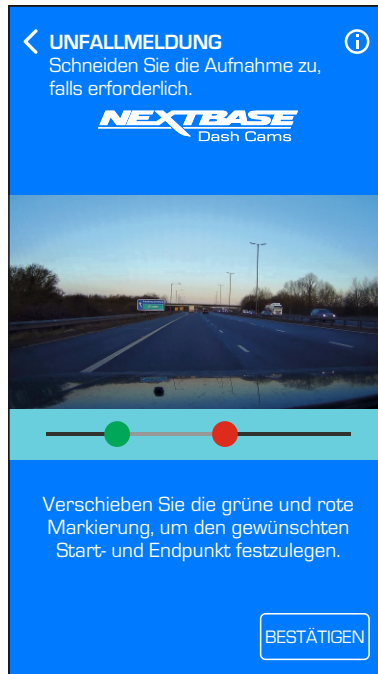 UNFALLMELDUNG
Schneiden Sie die Aufnahme zu,
falls erforderlich.
NEXTBASE
Dash Cams
Verschieben Sie die grüne und rote
Markierung, um den gewünschten
Start- und Endpunkt festzulegen.
BESTÄTIGEN